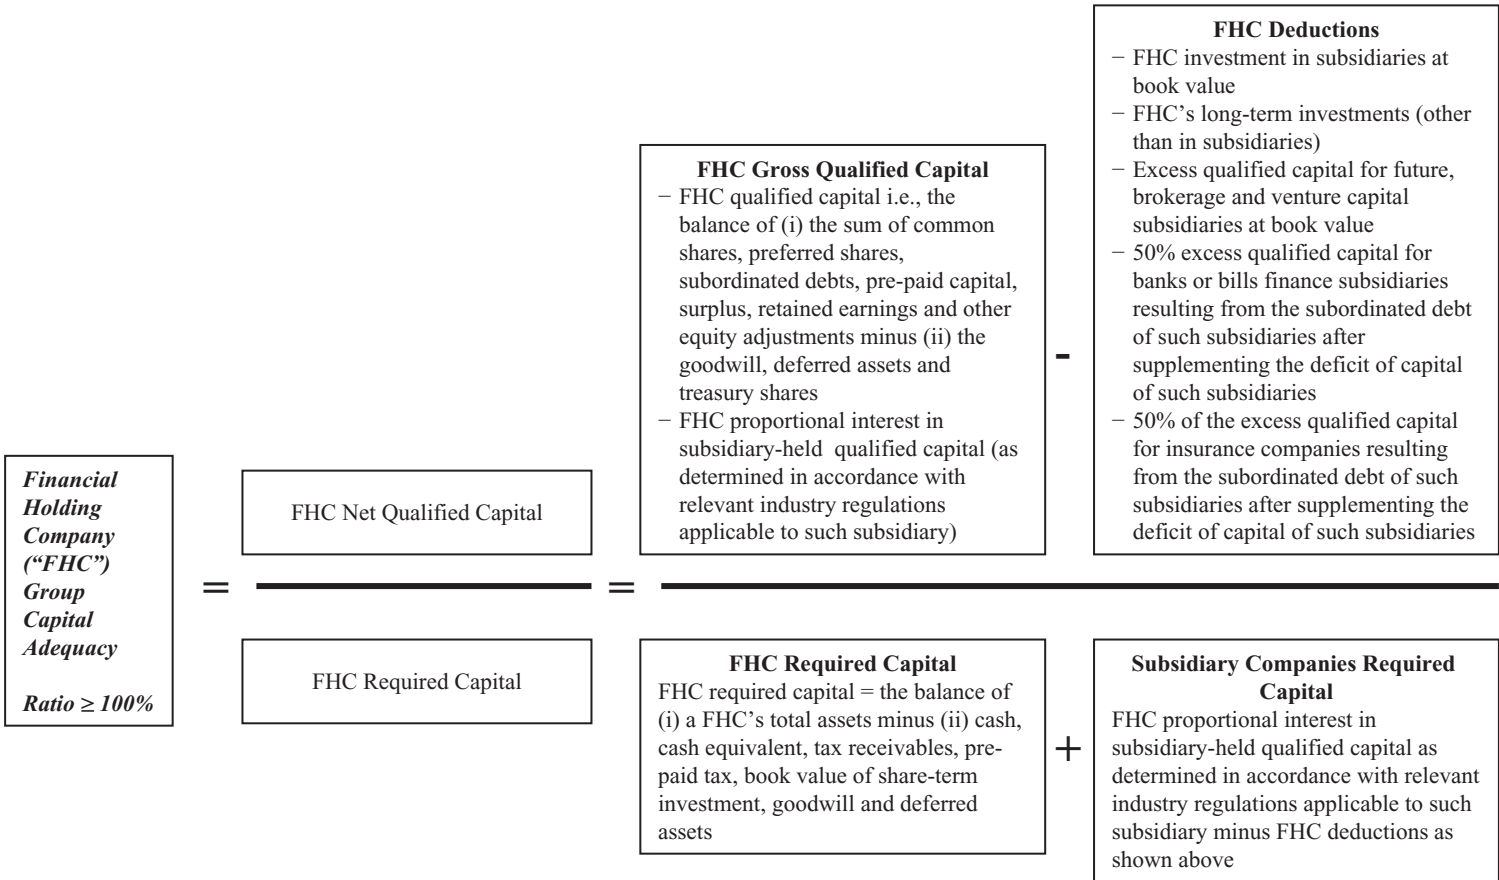 Financial
Holding
Company
(“FHC”)
Group
Capital
Adequacy
Ratio ≥ 100%
=
FHC Net Qualified Capital
FHC Required Capital
=
FHC Gross Qualified Capital
− FHC qualified capital i.e., the
balance of (i) the sum of common
shares, preferred shares,
subordinated debts, pre-paid capital,
surplus, retained earnings and other
equity adjustments minus (ii) the
goodwill, deferred assets and
treasury shares
− FHC proportional interest in
subsidiary-held qualified capital (as
determined in accordance with
relevant industry regulations
applicable to such subsidiary)
-
FHC Deductions
− FHC investment in subsidiaries at
book value
− FHC’s long-term investments (other
than in subsidiaries)
− Excess qualified capital for future,
brokerage and venture capital
subsidiaries at book value
− 50% excess qualified capital for
banks or bills finance subsidiaries
resulting from the subordinated debt
of such subsidiaries after
supplementing the deficit of capital
of such subsidiaries
− 50% of the excess qualified capital
for insurance companies resulting
from the subordinated debt of such
subsidiaries after supplementing the
deficit of capital of such subsidiaries
FHC Required Capital
FHC required capital = the balance of
(i) a FHC’s total assets minus (ii) cash,
cash equivalent, tax receivables, pre-
paid tax, book value of share-term
investment, goodwill and deferred
assets
+
Subsidiary Companies Required
Capital
FHC proportional interest in
subsidiary-held qualified capital as
determined in accordance with relevant
industry regulations applicable to such
subsidiary minus FHC deductions as
shown above